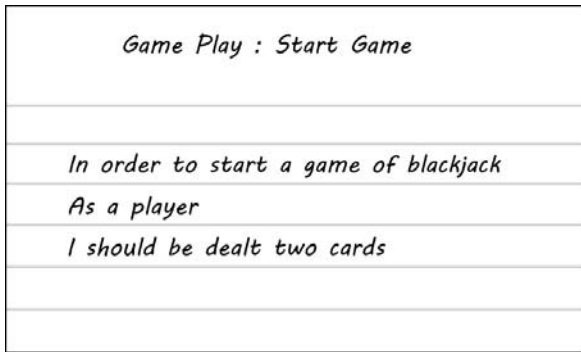 Game Play : Start Game
In order to start a game of blackjack
As a player
I should be dealt two cards